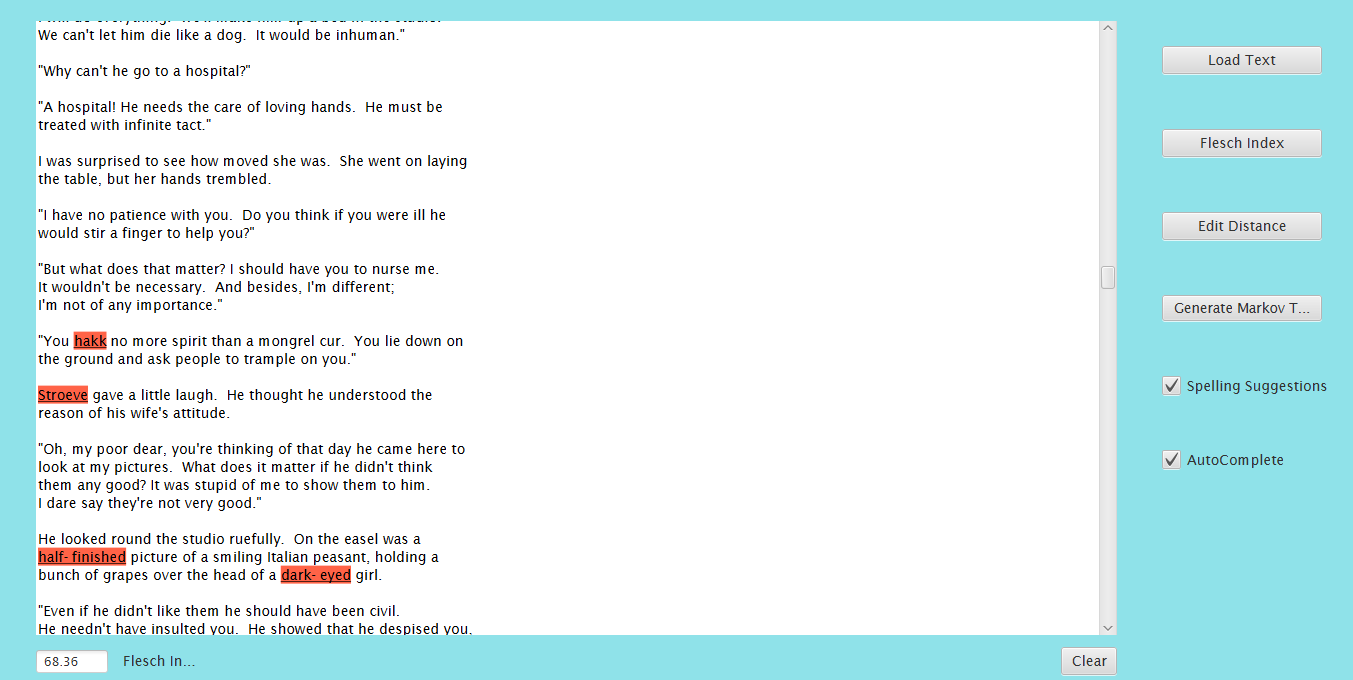 I will do everything. We'll make him up a bed in the studio.
We can't let him die like a dog.  It would be inhuman."
"Why can't he go to a hospital?"
"A hospital! He needs the care of loving hands.  He must be
treated with infinite tact."
I was surprised to see how moved she was.  She went on laying
the table, but her hands trembled.
"I have no patience with you.  Do you think if you were ill he
would stir a finger to help you?"
"But what does that matter? I should have you to nurse me.
It wouldn't be necessary.  And besides, I'm different;
I'm not of any importance."
"You hakk no more spirit than a mongrel cur.  You lie down on
the ground and ask people to trample on you."
Stroeve gave a little laugh.  He thought he understood the
reason of his wife's attitude.
"Oh, my poor dear, you're thinking of that day he came here to
look at my pictures.  What does it matter if he didn't think
them any good? It was stupid of me to show them to him.
I dare say they're not very good."
He looked round the studio ruefully.  On the easel was a
half-finished picture of a smiling Italian peasant, holding a
bunch of grapes over the head of a dark-eyed girl.
"Even if he didn't like them he should have been civil.
He needn't have insulted you.  He showed that he despised you,
68.36 Flesch In...
Clear
Load Text
Flesch Index
Edit Distance
Generate Markov T...
Spelling Suggestions
AutoComplete